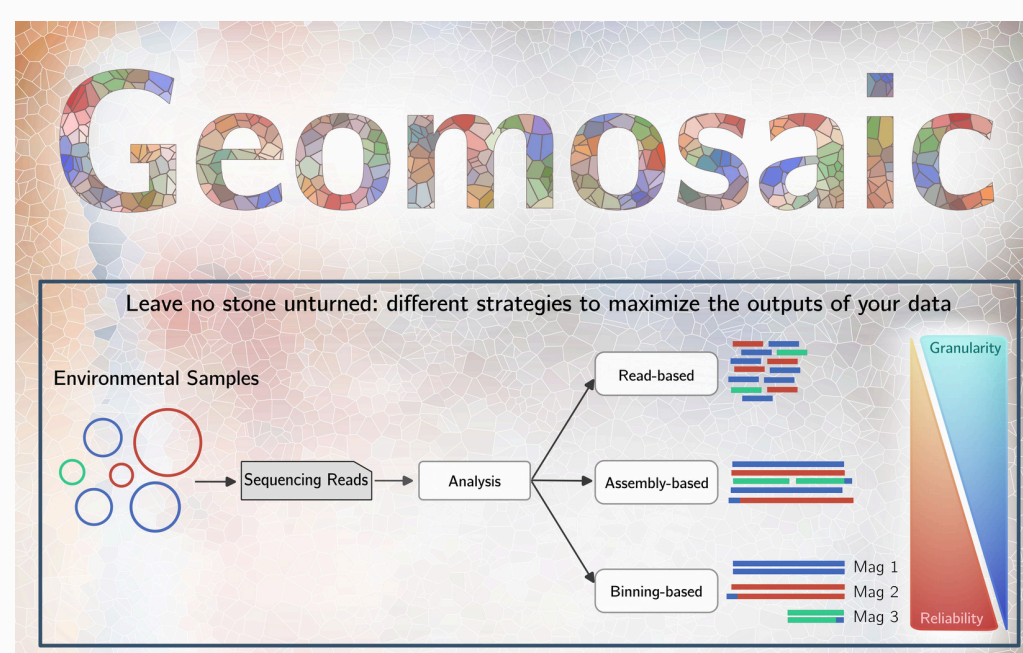 Geomosaic
Leave no stone unturned: different strategies to maximize the outputs of your data
Environmental Samples
Sequencing Reads
Analysis
Read-based
Assembly-based
Binning-based
Mag 1
Mag 2
Mag 3
Granularity
Reliability